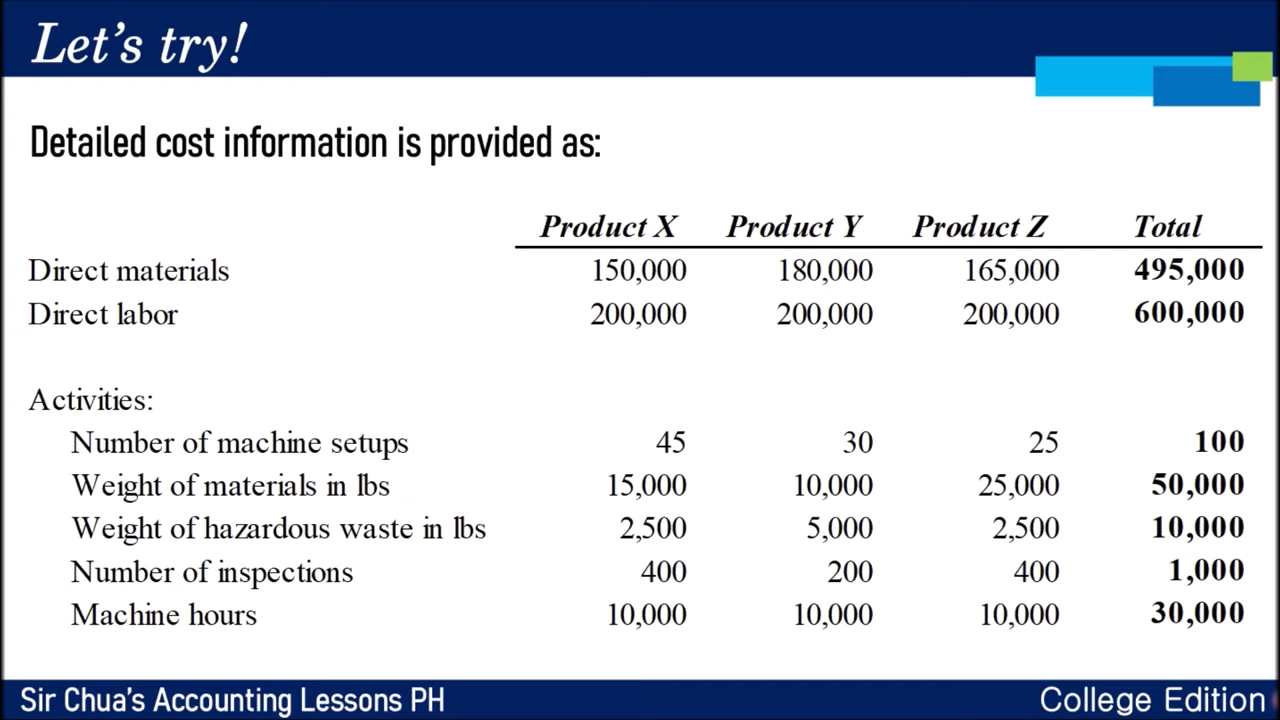 Let's try!
Detailed cost information is provided as:
Product X Product Y Product Z Total
Direct materials 150,000 180,000 165,000 495,000
Direct labor 200,000 200,000 200,000 600,000
Activities:
Number of machine setups 45 30 25 100
Weight of materials in lbs 15,000 10,000 25,000 50,000
Weight of hazardous waste in lbs 2,500 5,000 2,500 10,000
Number of inspections 400 200 400 1,000
Machine hours 10,000 10,000 10,000 30,000
Sir Chua's Accounting Lessons PH College Edition